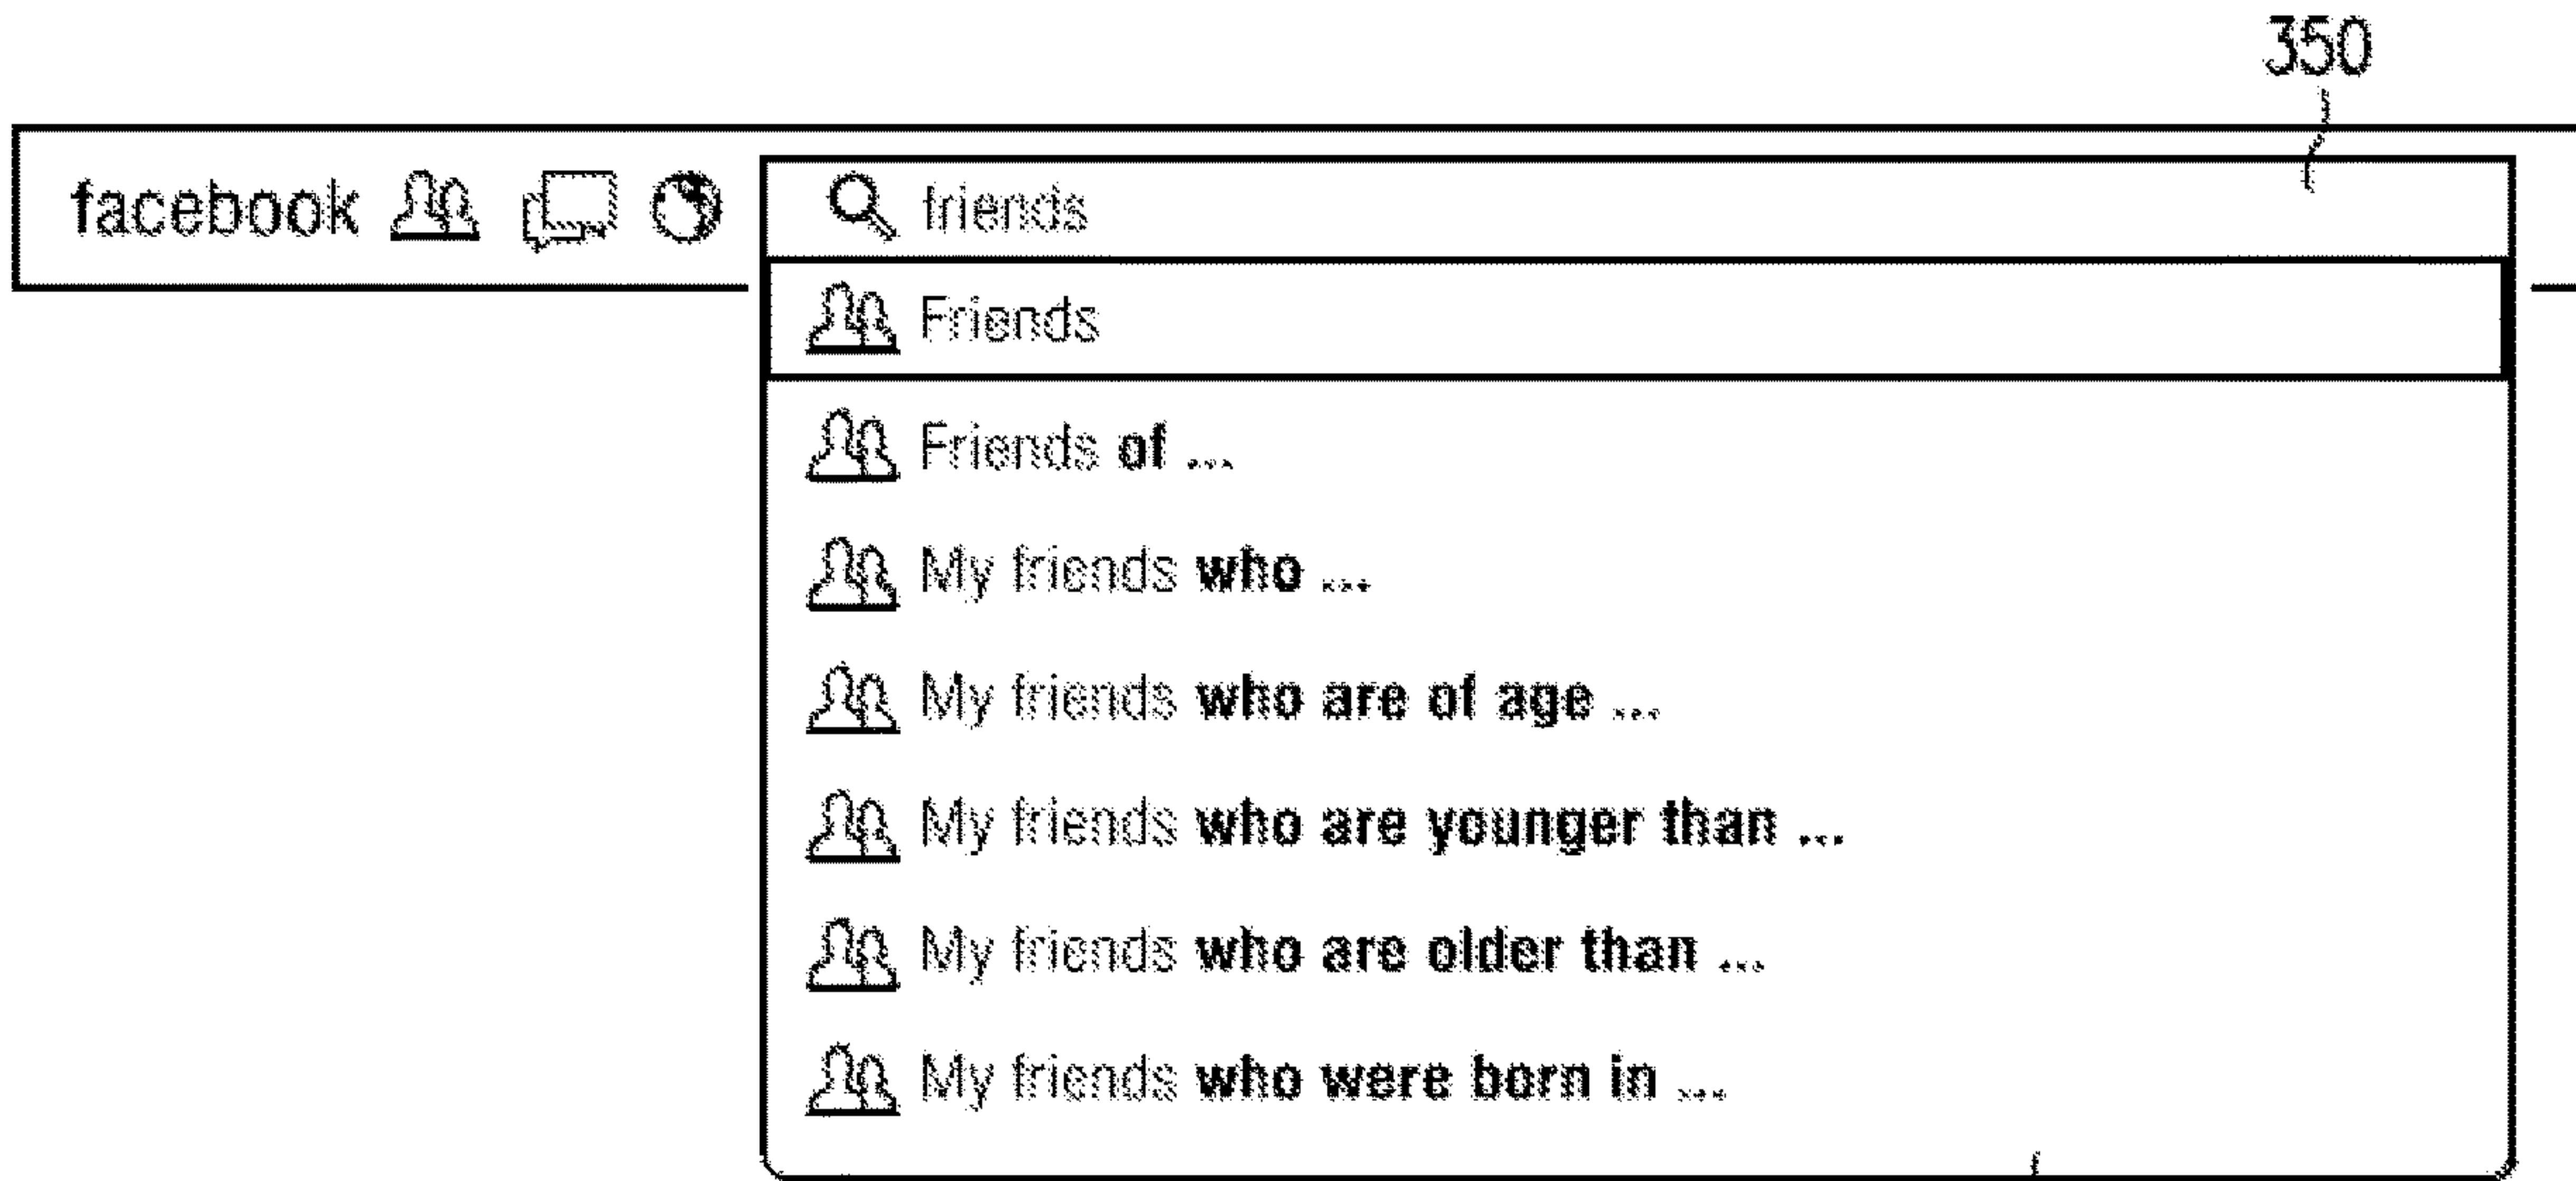 350
facebook friends
Friends
Friends of ...
My friends who ...
My friends who are of age ...
My friends who are younger than ...
My friends who are older than ...
My friends who were born in ...